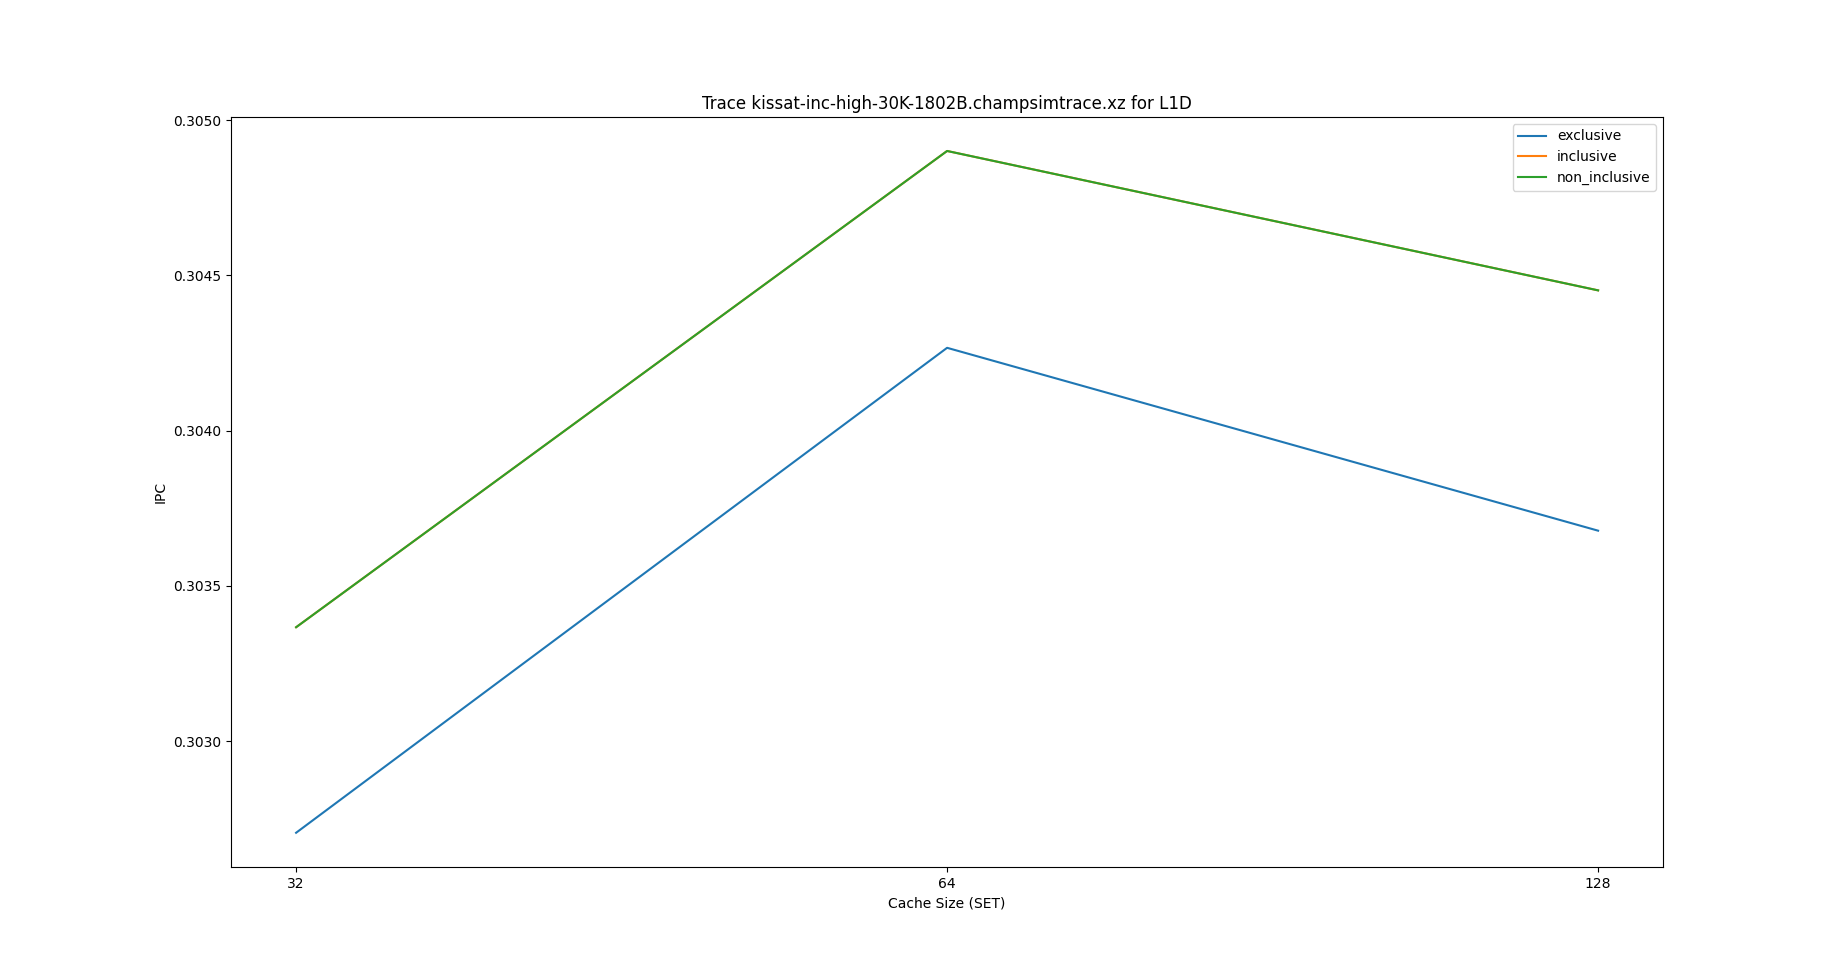 Trace kissat-inc-high-30K-1802B.champsimtrace.xz for L1D
exclusive
inclusive
non_inclusive
0.3050
0.3045
0.3040
0.3035
0.3030
IPC
32
64
128
Cache Size (SET)